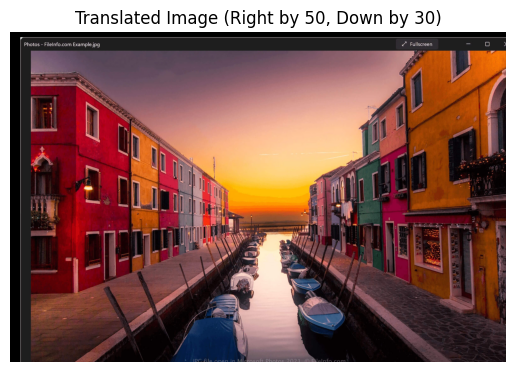 Translated Image (Right by 50, Down by 30)
Photos - FileInfo.com Example.jpg
Fullscreen